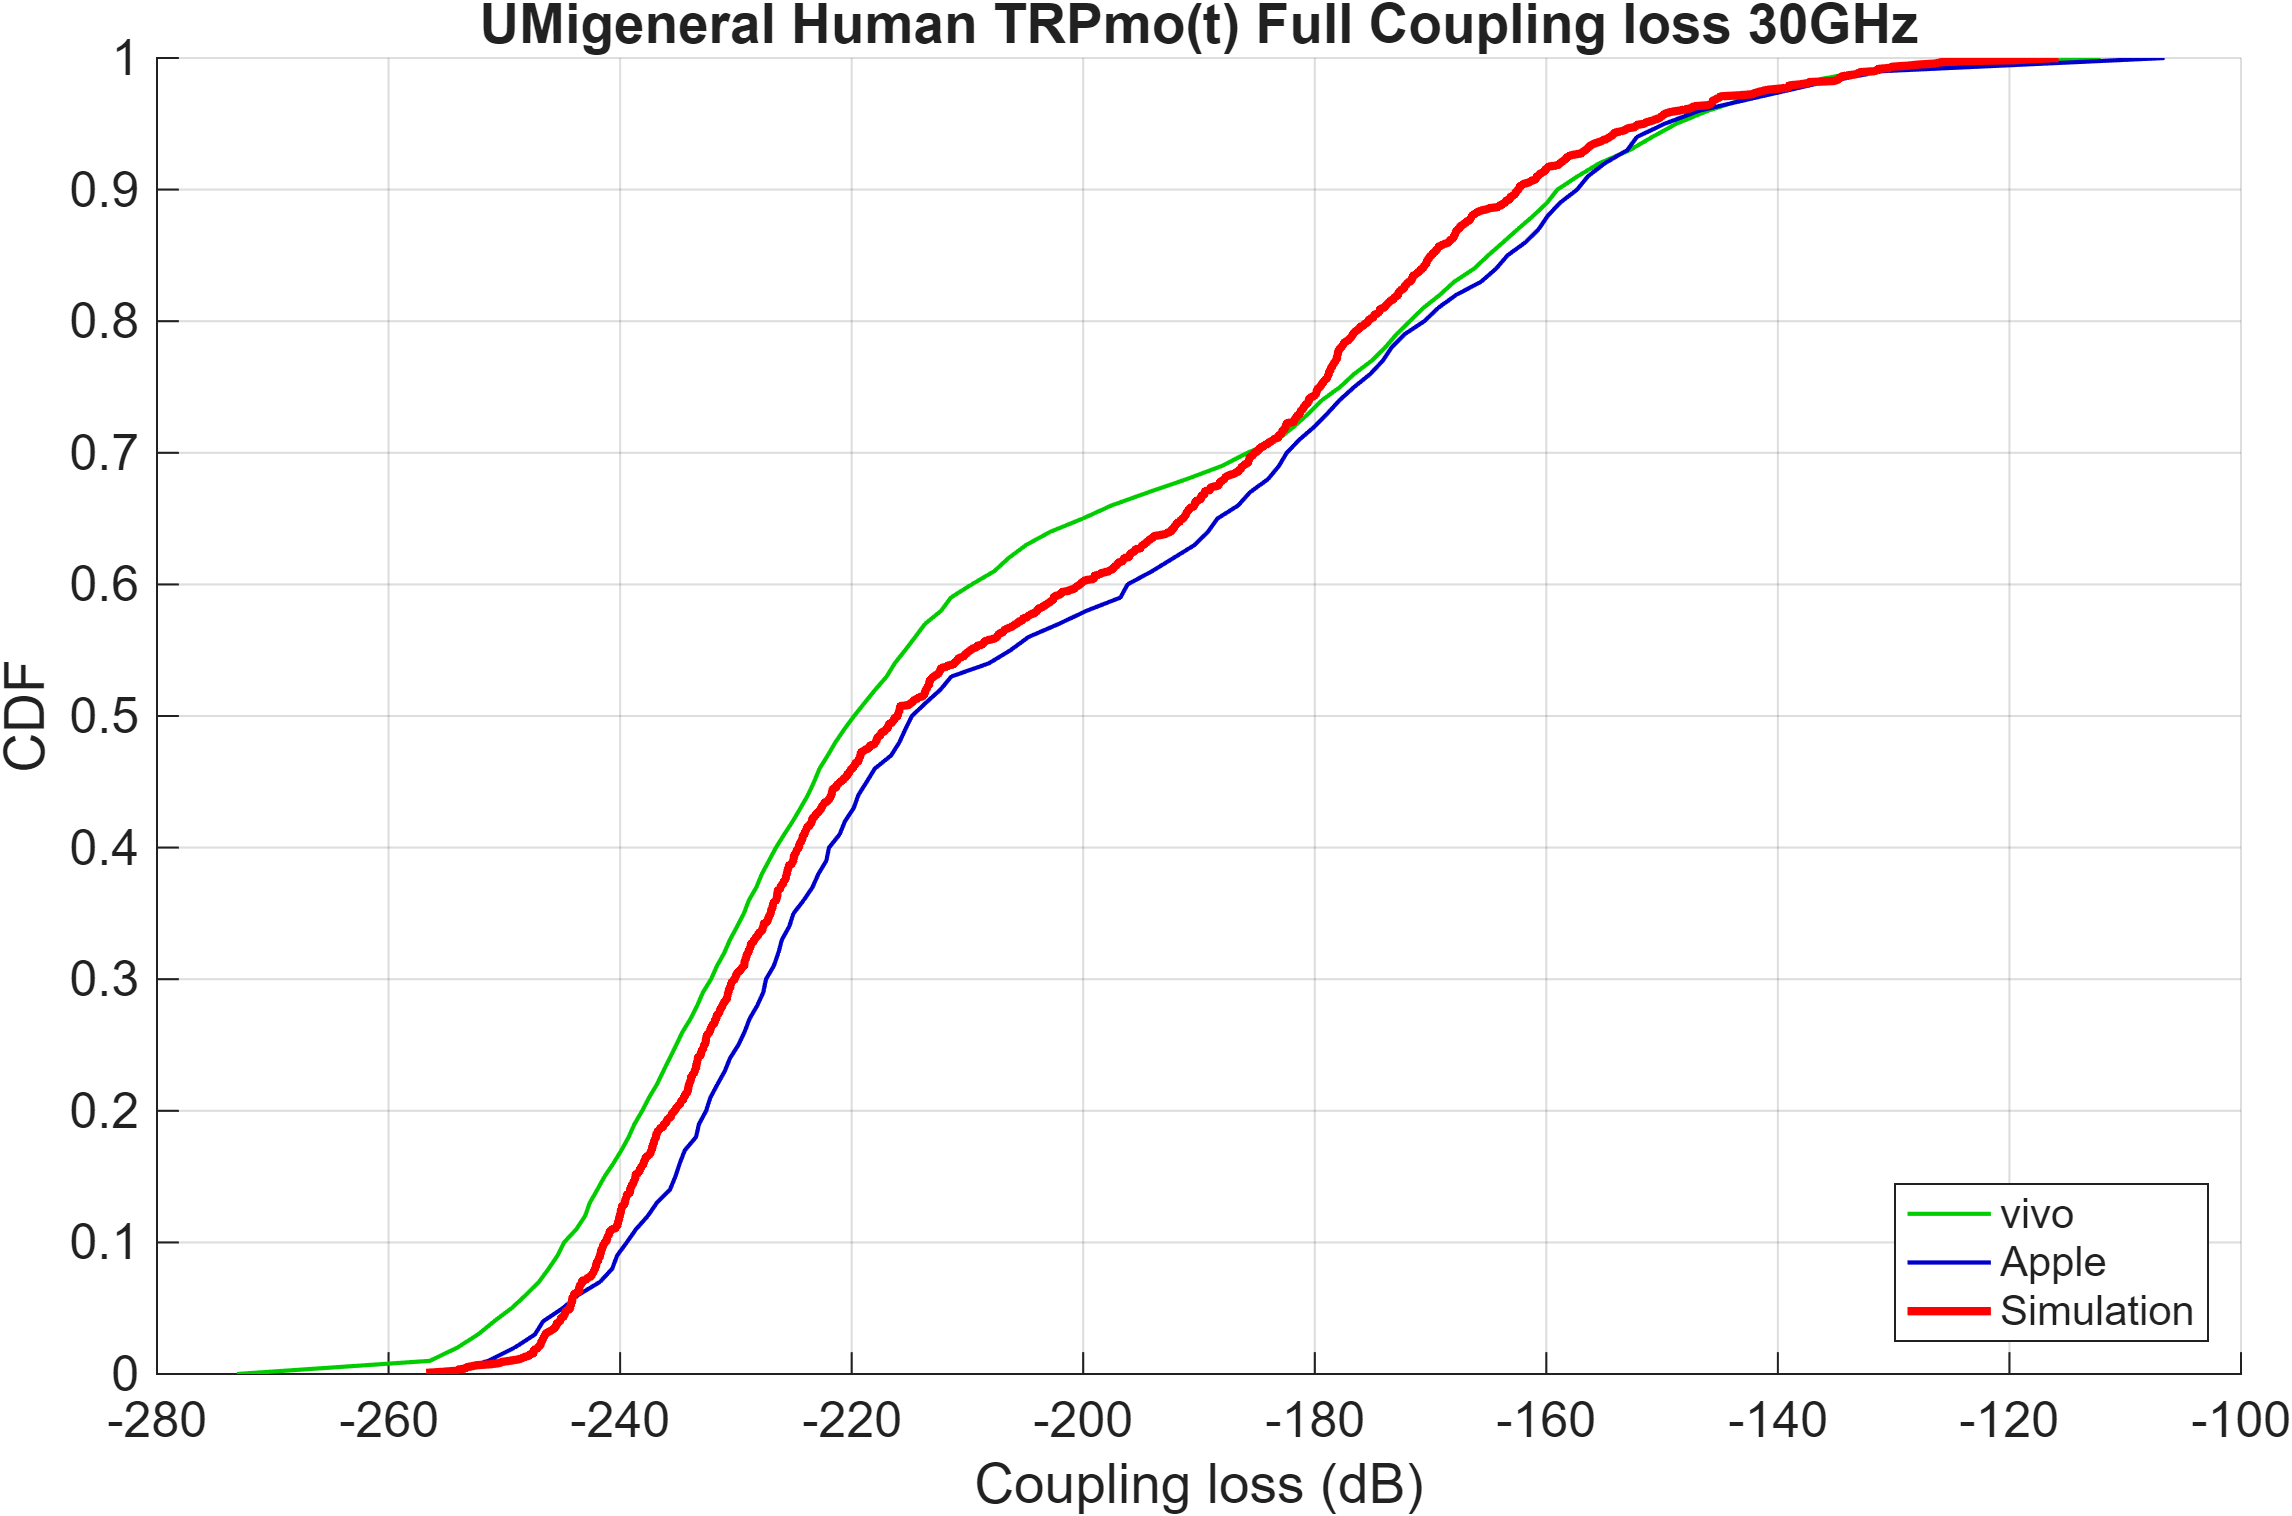 UMigeneral Human TRPmo(t) Full Coupling loss 30GHz
1
0.9
0.8
0.7
0.6
0.5
0.4
0.3
0.2
0.1
0
CDF
-280 -260 -240 -220 -200 -180 -160 -140 -120 -100
Coupling loss (dB)
vivo
Apple
Simulation